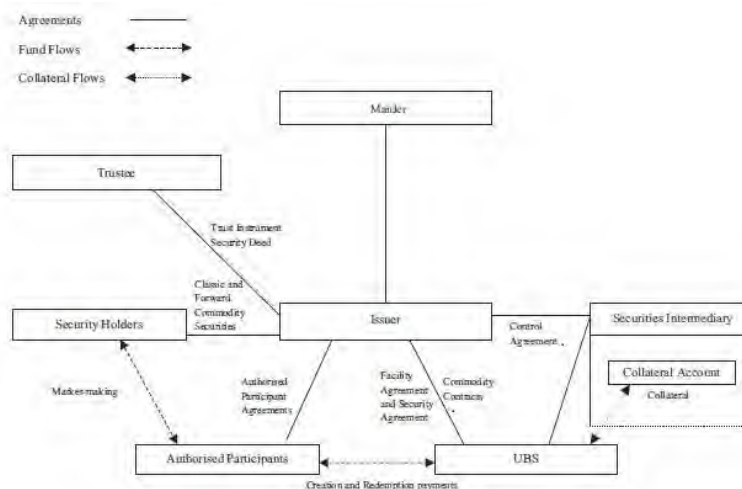 Agreements
Fund Flows
Collateral Flows
Maider
Trustee
Trust Instrument
Security Deed
Classic and
Forward
Commodity
Securities
Security Holders
Issuer
Securities Intermediary
Control
Agreement
Collateral Account
Collateral
Market-making
Authorised
Participant
Agreements
Facility
Agreement
and Security
Agreement
Commodity
Contracts
Authorised Participants
UBS
Creation and Redemption payments